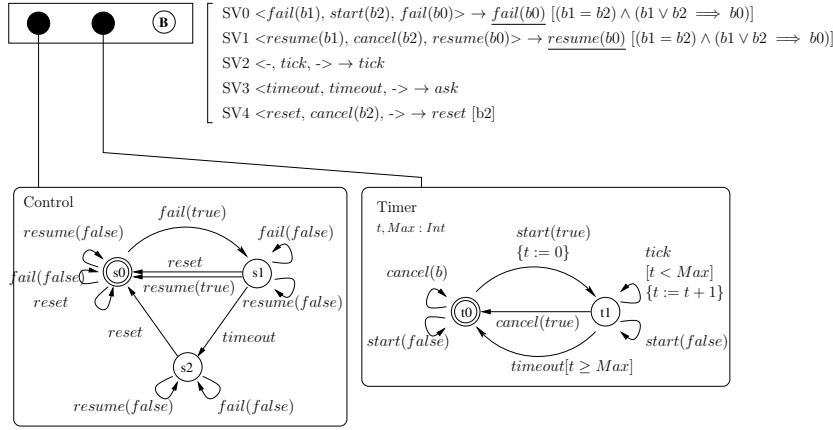 B
SV0 <fail(b1), start(b2), fail(b0)> → fail(b0) [(b1 = b2) ∧ (b1 ∨ b2 ⟹ b0)]
SV1 <resume(b1), cancel(b2), resume(b0)> → resume(b0) [(b1 = b2) ∧ (b1 ∨ b2 ⟹ b0)]
SV2 <-, tick, -> → tick
SV3 <timeout, timeout, -> → ask
SV4 <reset, cancel(b2), -> → reset [b2]
Control
fail(true)
resume(false)
fail(false)
fail(false)
reset
s0
reset
resume(true)
s1
resume(false)
reset
timeout
s2
resume(false)
fail(false)
Timer
t, Max : Int
start(true)
{t := 0}
cancel(b)
tick
[t < Max]
{t := t + 1}
t0
t1
cancel(true)
start(false)
start(false)
timeout[t ≥ Max]